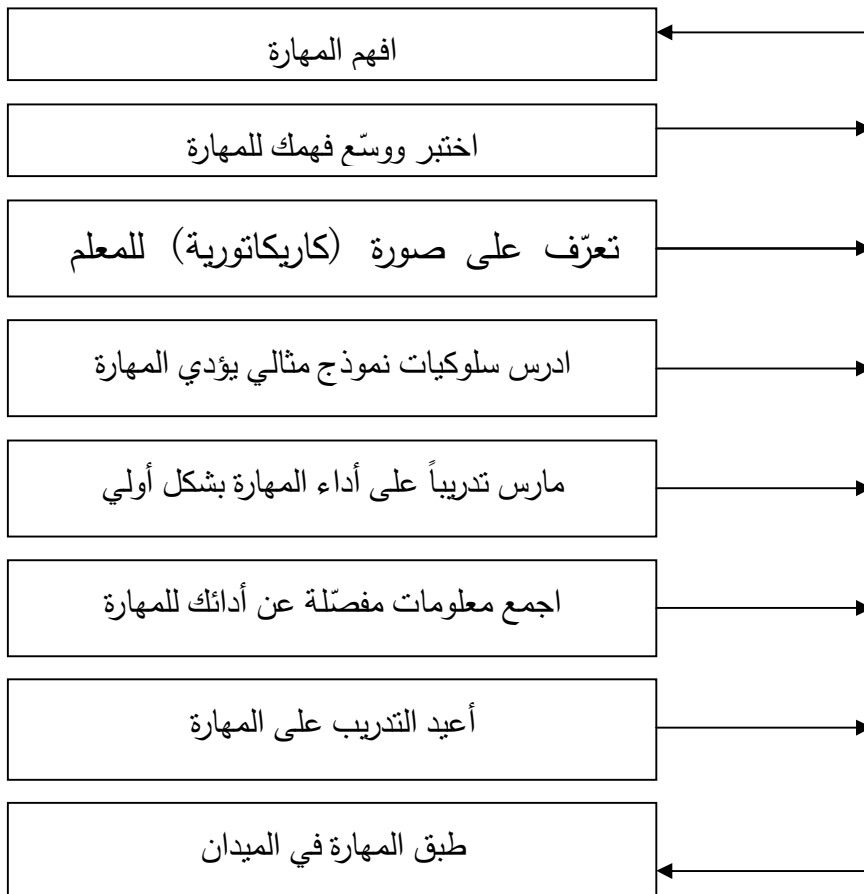 افهم المهارة
اختبر ووسّع فهمك للمهارة
تعرّف على صورة (كاريكاتورية) للمعلم
ادرس سلوكيات نموذج مثالي يؤدي المهارة
مارس تدريباً على أداء المهارة بشكل أولي
اجمع معلومات مفصّلة عن أدائك للمهارة
أعيد التدريب على المهارة
طبق المهارة في الميدان